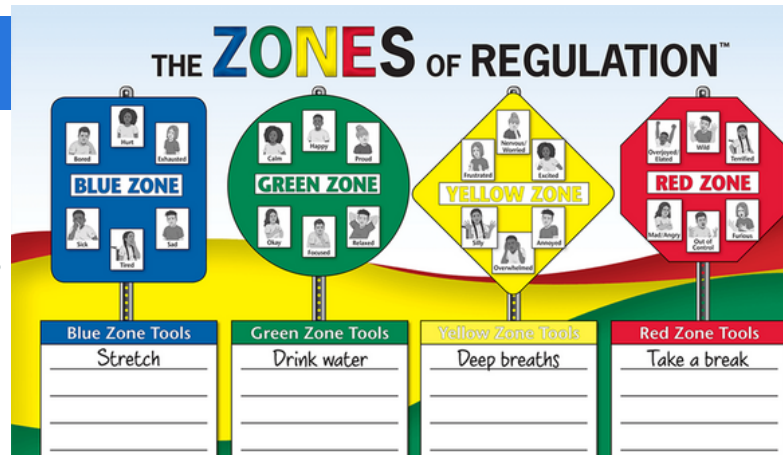 THE ZONES OF REGULATION™
Hurt
Bored
Exhausted
BLUE ZONE
Sick
Sad
Tired
Happy
Calm
Proud
GREEN ZONE
Okay
Relaxed
Focused
Nervous/
Worried
Frustrated
Excited
YELLOW ZONE
Silly
Annoyed
Overwhelmed
Wild
Overjoyed/
Elated
Terrified
RED ZONE
Mad/Angry
Out of
Control
Furious
Blue Zone Tools
Stretch
Green Zone Tools
Drink water
Yellow Zone Tools
Deep breaths
Red Zone Tools
Take a break